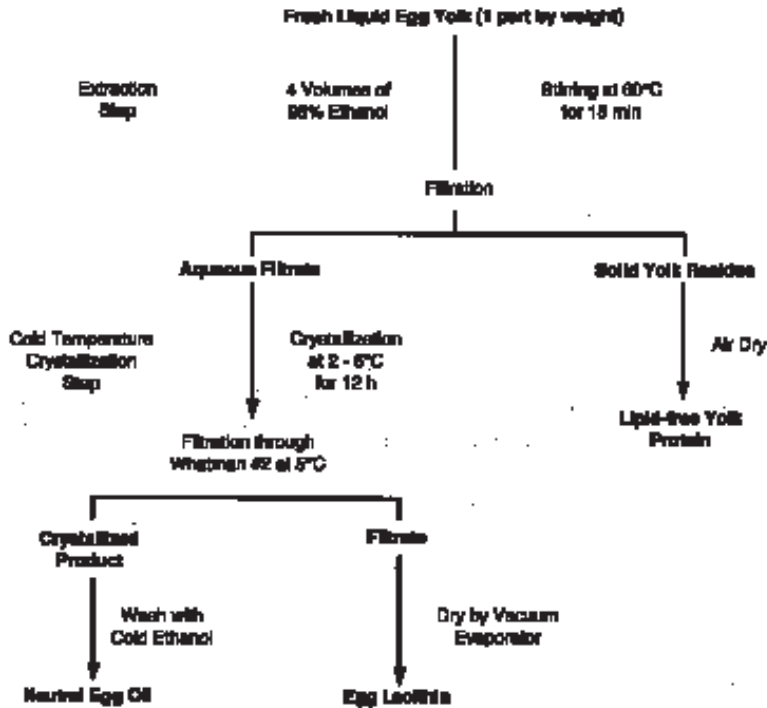 Fresh Liquid Egg Yolk (1 part by weight)
Extraction
Step
4 Volumes of
95% Ethanol
Stirring at 60°C
for 15 min
Filtration
Aqueous Filtrate
Solid Yolk Residue
Cold Temperature
Crystallization
Step
Crystallization
at 2 - 5°C
for 12 h
Air Dry
Lipid-free Yolk
Protein
Filtration through
Whatman #2 at 5°C
Crystallized
Product
Filtrate
Wash with
Cold Ethanol
Dry by Vacuum
Evaporator
Neutral Egg Oil
Egg Lecithin